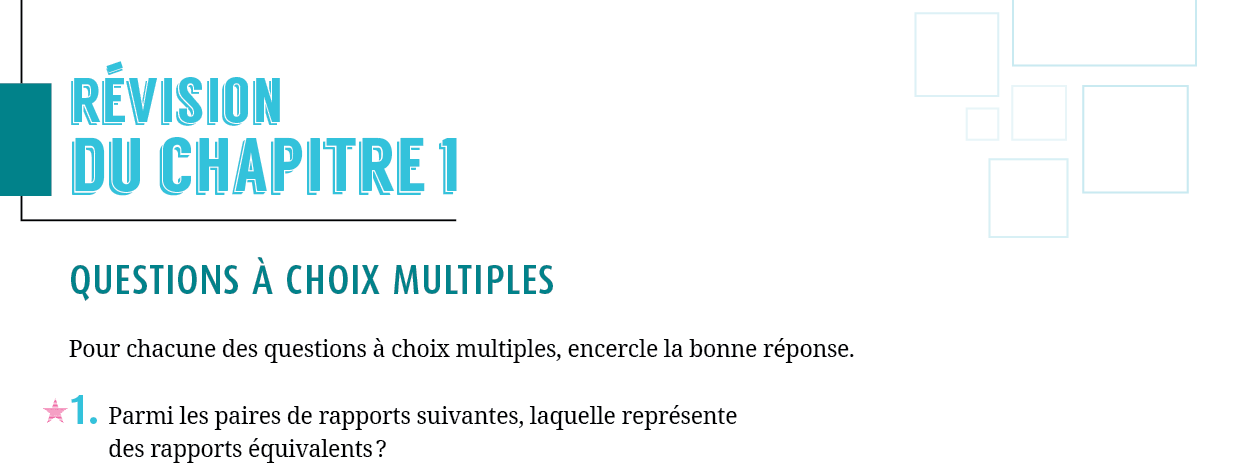 RÉVISION
DU CHAPITRE 1
QUESTIONS À CHOIX MULTIPLES
Pour chacune des questions à choix multiples, encercle la bonne réponse.
1. Parmi les paires de rapports suivantes, laquelle représente
des rapports équivalents ?